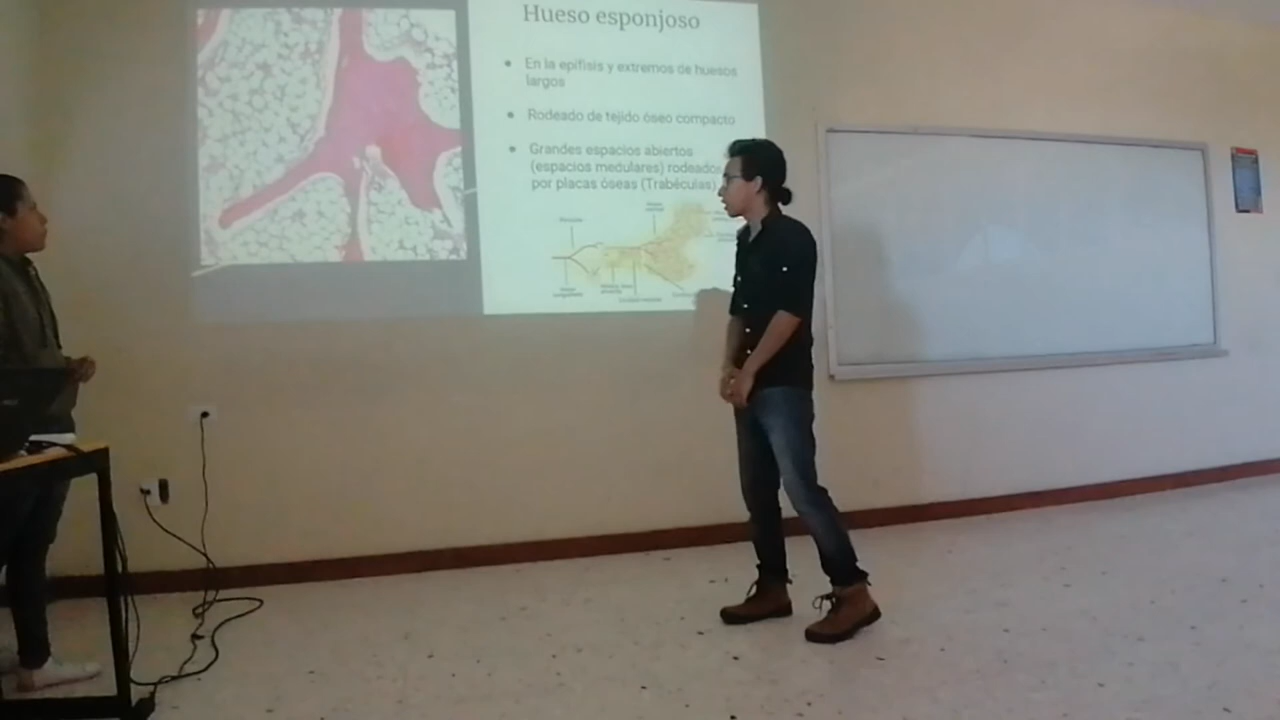 Hueso esponjoso
En la epífisis y extremos de huesos
largos
Rodeado de tejido óseo compacto
Grandes espacios abiertos
(espacios medulares) rodeados
por placas óseas (Trabéculas)